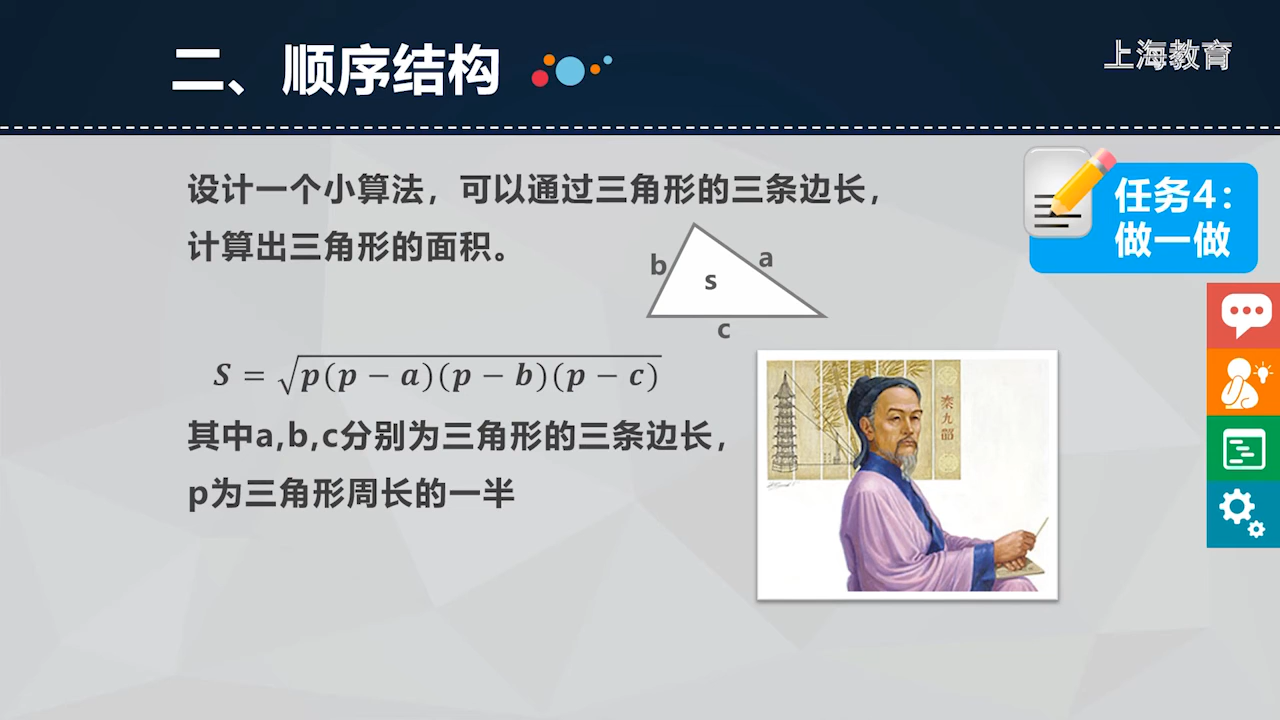 二、顺序结构
上海教育
设计一个小算法，可以通过三角形的三条边长，
计算出三角形的面积。
任务4：
做一做
b
a
s
c
S = √p(p − a)(p − b)(p − c)
其中a,b,c分别为三角形的三条边长，
p为三角形周长的一半
秦九韶